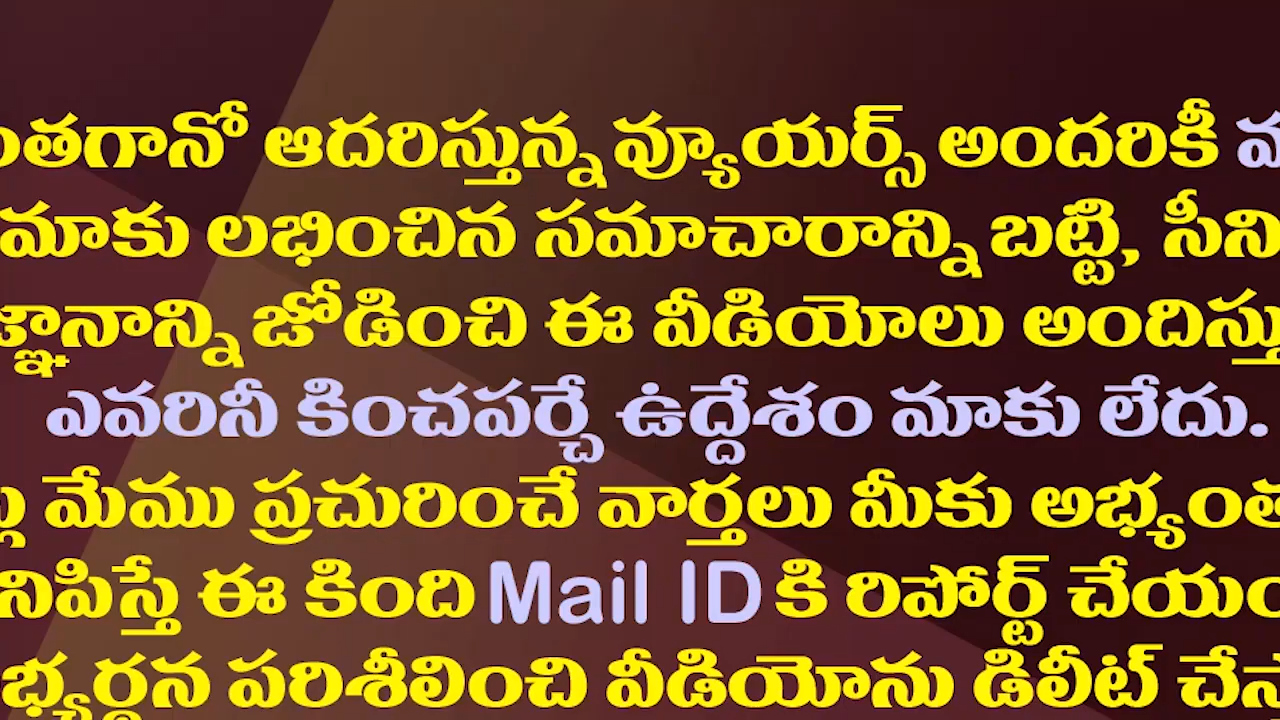 ంతగానో ఆదరిస్తున్న వ్యూయర్స్ అందరికీ
మాకు లభించిన సమాచారాన్ని బట్టి, సీని
జ్ఞానాన్ని జోడించి ఈ వీడియోలు అందిస్తు
ఎవరినీ కించపర్చే ఉద్దేశం మాకు లేదు.
మేము ప్రచురించే వార్తలు మీకు అభ్యంత
నిపిస్తే ఈ కింది Mail ID కి రిపోర్ట్ చేయం
భ్యర్థన పరిశీలించి వీడియోను డిలీట్ చేస